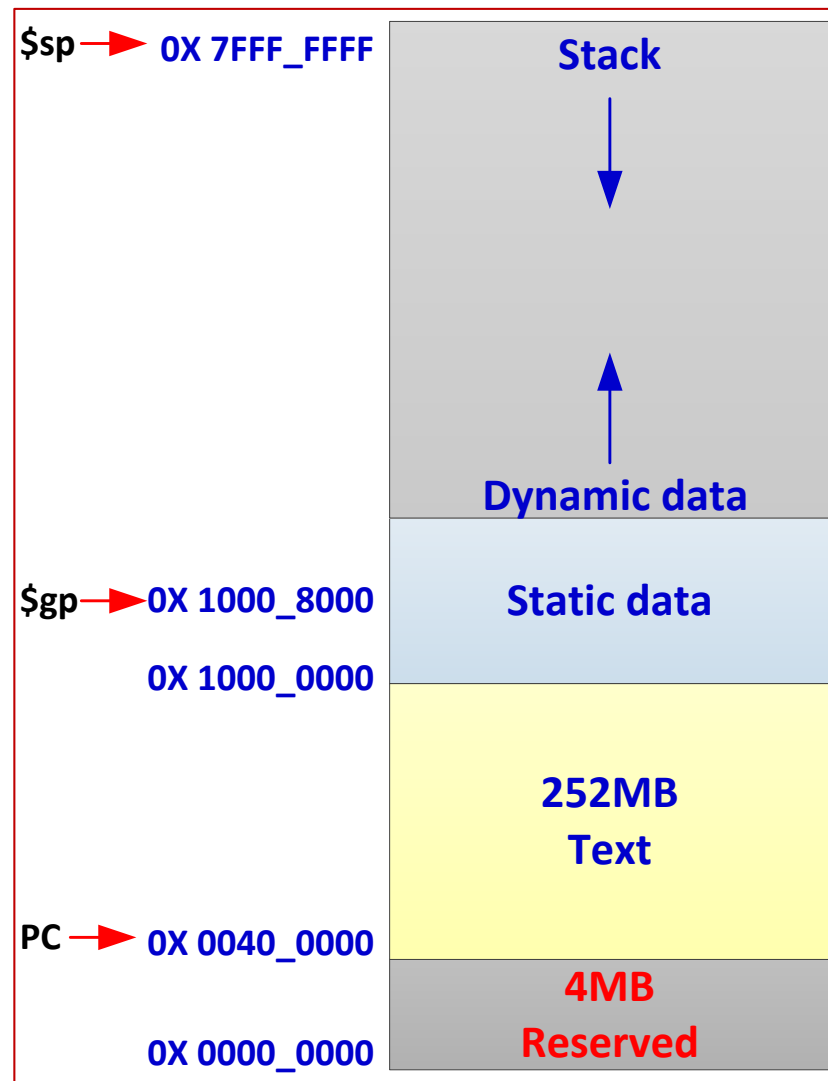 $sp 0X 7FFF_FFFF Stack
Dynamic data
$gp 0X 1000_8000 Static data
0X 1000_0000
252MB
Text
PC 0X 0040_0000
4MB
Reserved
0X 0000_0000